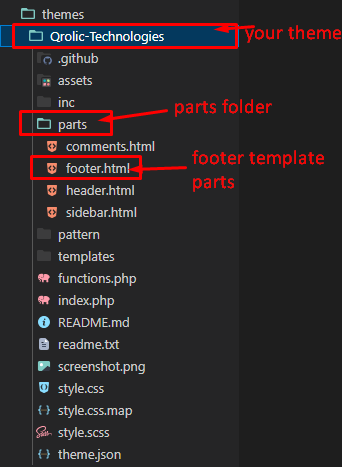 themes
Qrolic-Technologies
your theme
.github
assets
inc
parts
parts folder
comments.html
footer.html
footer template
parts
header.html
sidebar.html
pattern
templates
functions.php
index.php
README.md
readme.txt
screenshot.png
style.css
style.css.map
style.scss
theme.json